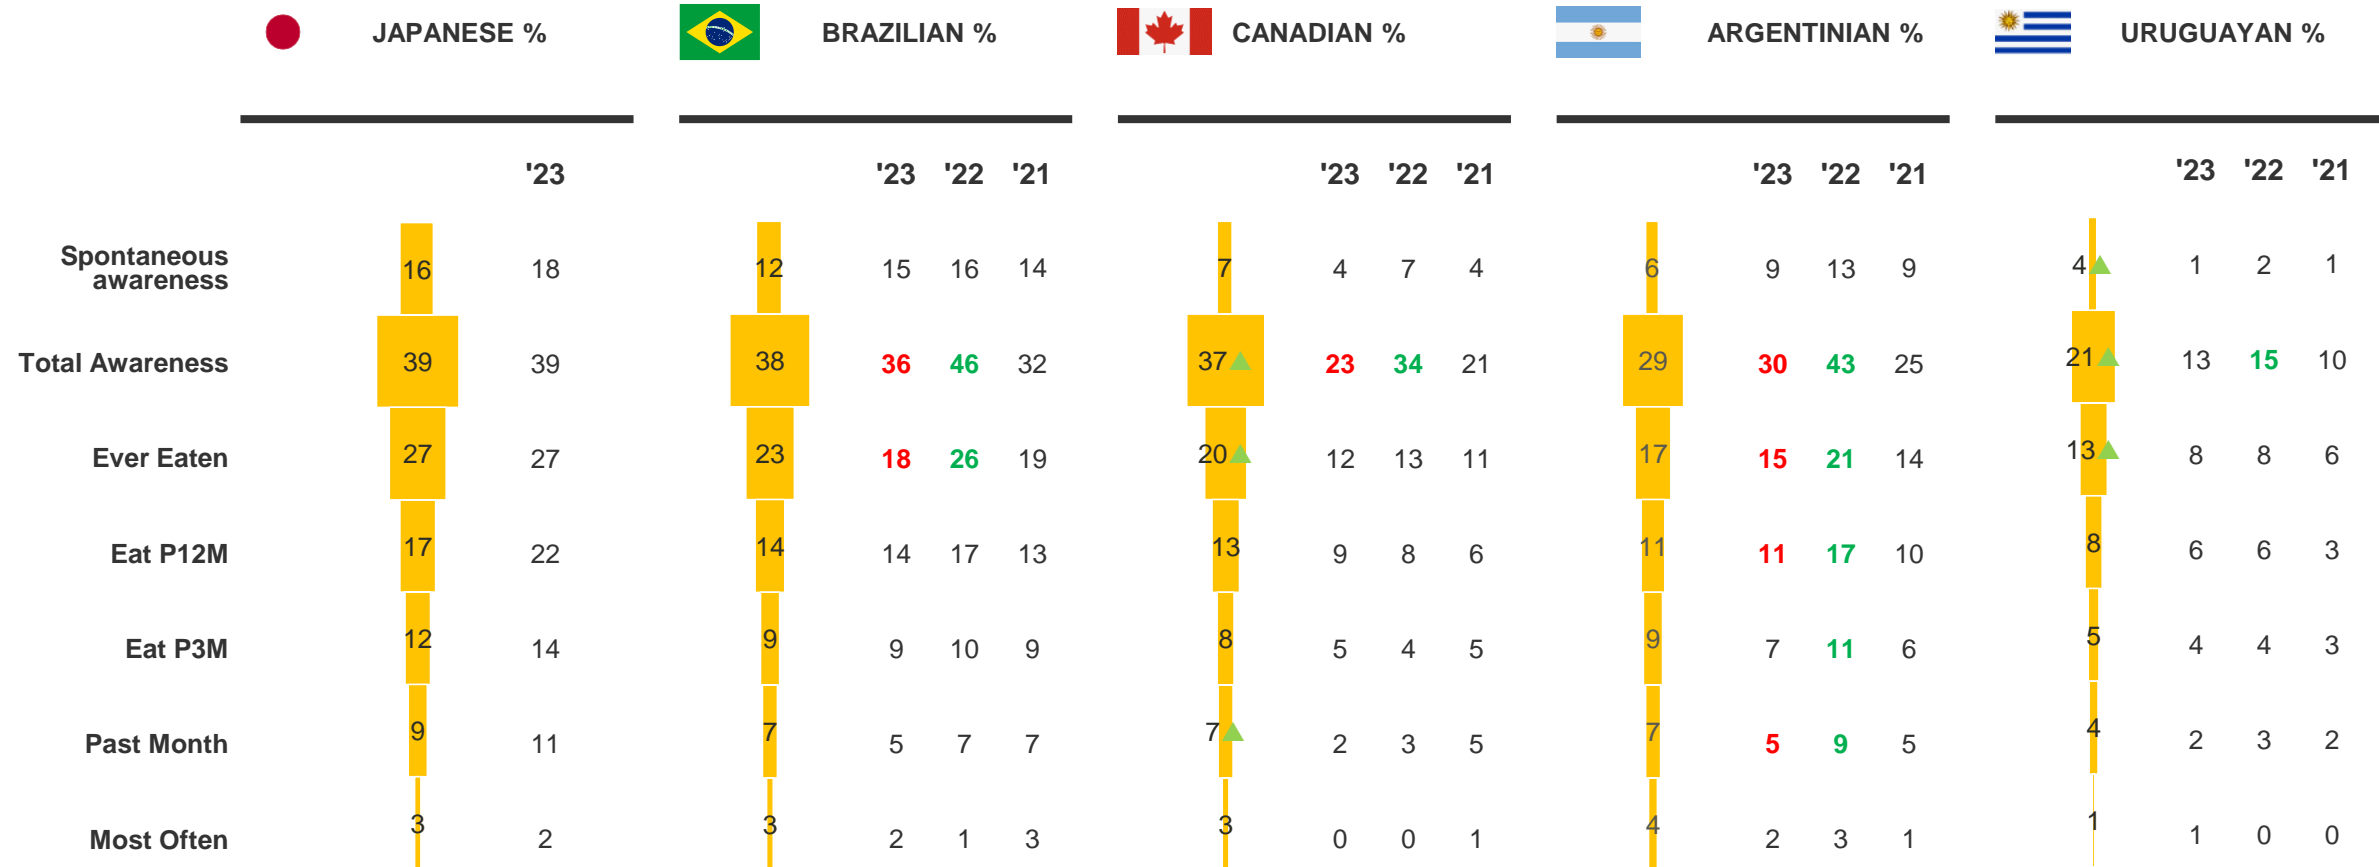 JAPANESE % BRAZILIAN % CANADIAN % ARGENTINIAN % URUGUAYAN %
'23 '23 '22 '21 '23 '22 '21 '23 '22 '21 '23 '22 '21
Spontaneous
awareness 16 18 12 15 16 14 7 4 7 4 6 9 13 9 4 1 2 1
Total Awareness 39 39 38 36 46 32 37 23 34 21 29 30 43 25 21 13 15 10
Ever Eaten 27 27 23 18 26 19 20 12 13 11 17 15 21 14 13 8 8 6
Eat P12M 17 22 14 14 17 13 13 9 8 6 11 11 17 10 8 6 6 3
Eat P3M 12 14 9 9 10 9 8 5 4 5 9 7 11 6 5 4 4 3
Past Month 9 11 7 5 7 7 7 2 3 5 7 5 9 5 4 2 3 2
Most Often 3 2 3 2 1 3 3 0 0 1 4 2 3 1 1 1 0 0